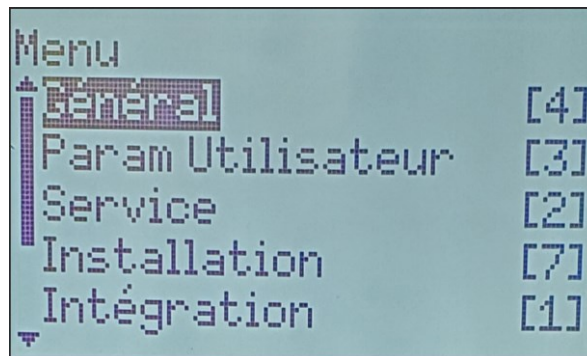 Menu
Général [4]
Param Utilisateur [3]
Service [2]
Installation [7]
Intégration [1]